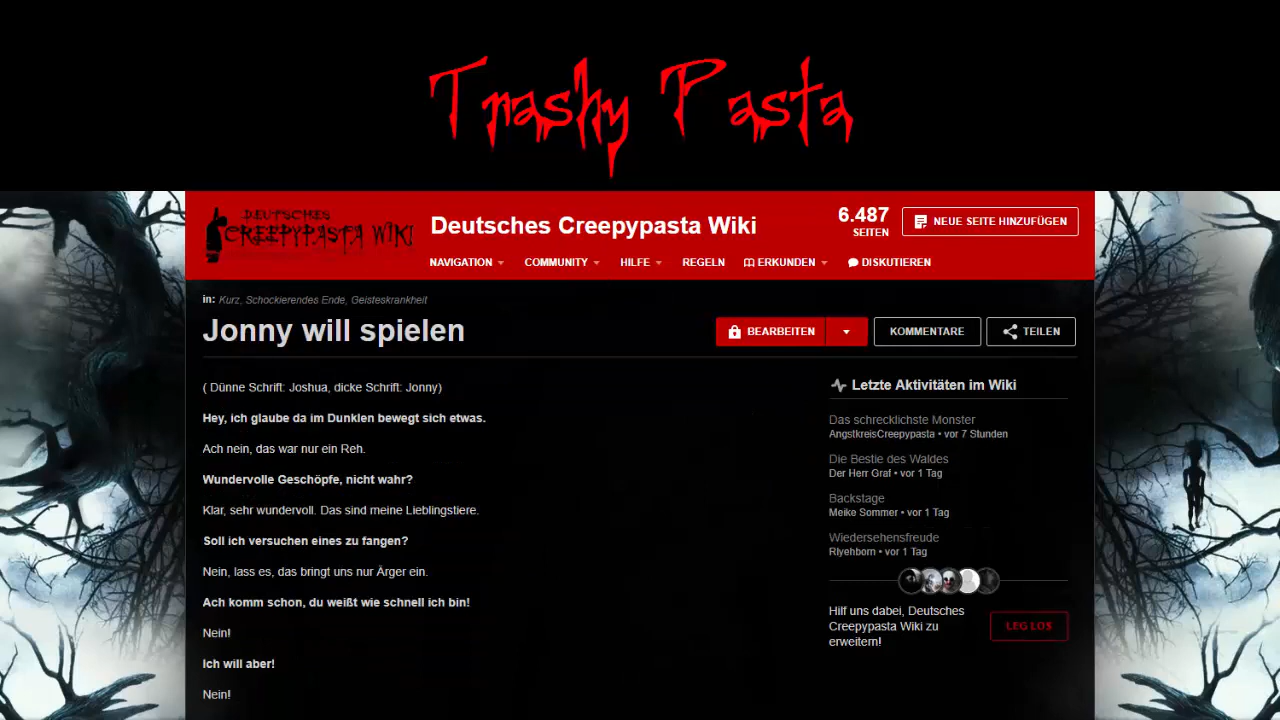 Trashy Pasta
DEUTSCHES
CREEPYPASTA WIKI
Deutsches Creepypasta Wiki
6.487
SEITEN
NEUE SEITE HINZUFÜGEN
NAVIGATION
COMMUNITY
HILFE
REGELN
ERKUNDEN
DISKUTIEREN
in: Kurz, Schockierendes Ende, Geisteskrankheit
Jonny will spielen
BEARBEITEN
KOMMENTARE
TEILEN
( Dünne Schrift: Joshua, dicke Schrift: Jonny)
Hey, ich glaube da im Dunklen bewegt sich etwas.
Ach nein, das war nur ein Reh.
Wundervolle Geschöpfe, nicht wahr?
Klar, sehr wundervoll. Das sind meine Lieblingstiere.
Soll ich versuchen eines zu fangen?
Nein, lass es, das bringt uns nur Ärger ein.
Ach komm schon, du weißt wie schnell ich bin!
Nein!
Ich will aber!
Nein!
Letzte Aktivitäten im Wiki
Das schrecklichste Monster
AngstkreisCreepypasta • vor 7 Stunden
Die Bestie des Waldes
Der Herr Graf • vor 1 Tag
Backstage
Meike Sommer • vor 1 Tag
Wiedersehensfreude
Rlyehborn • vor 1 Tag
Hilf uns dabei, Deutsches
Creepypasta Wiki zu
erweitern!
LEG LOS